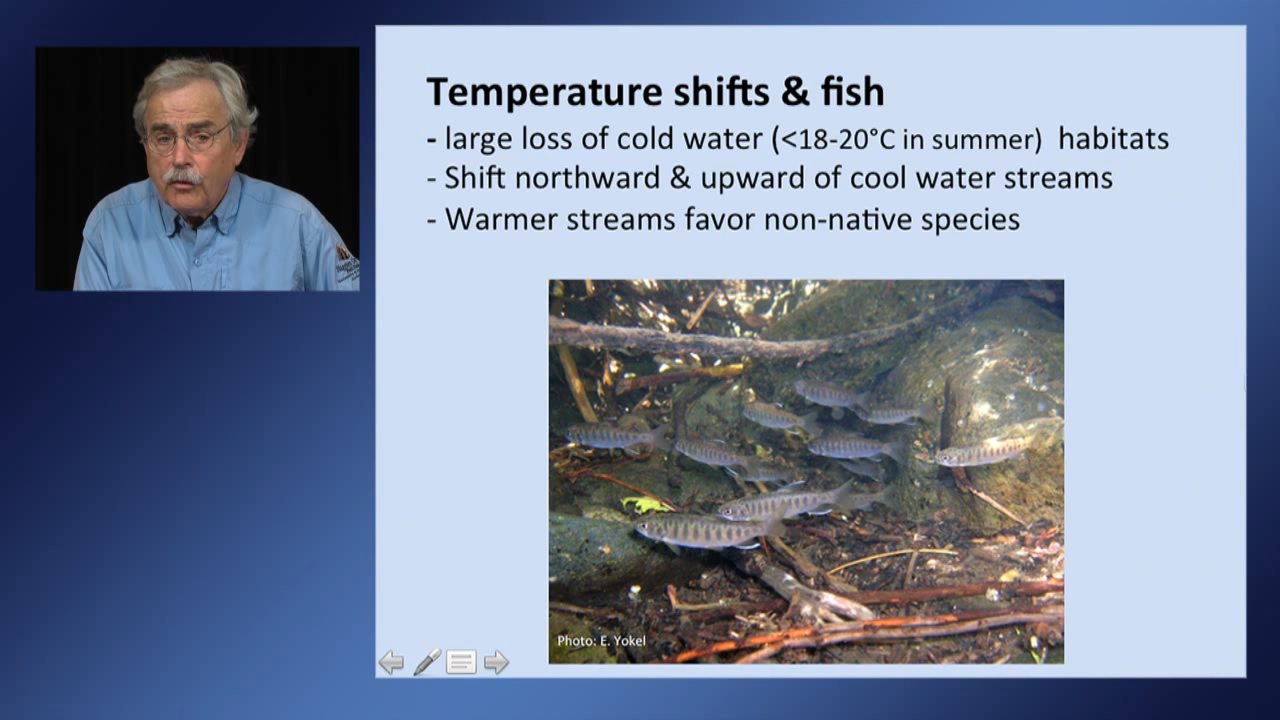 Temperature shifts & fish
- large loss of cold water (<18-20°C in summer) habitats
- Shift northward & upward of cool water streams
- Warmer streams favor non-native species
Photo: E. Yokel